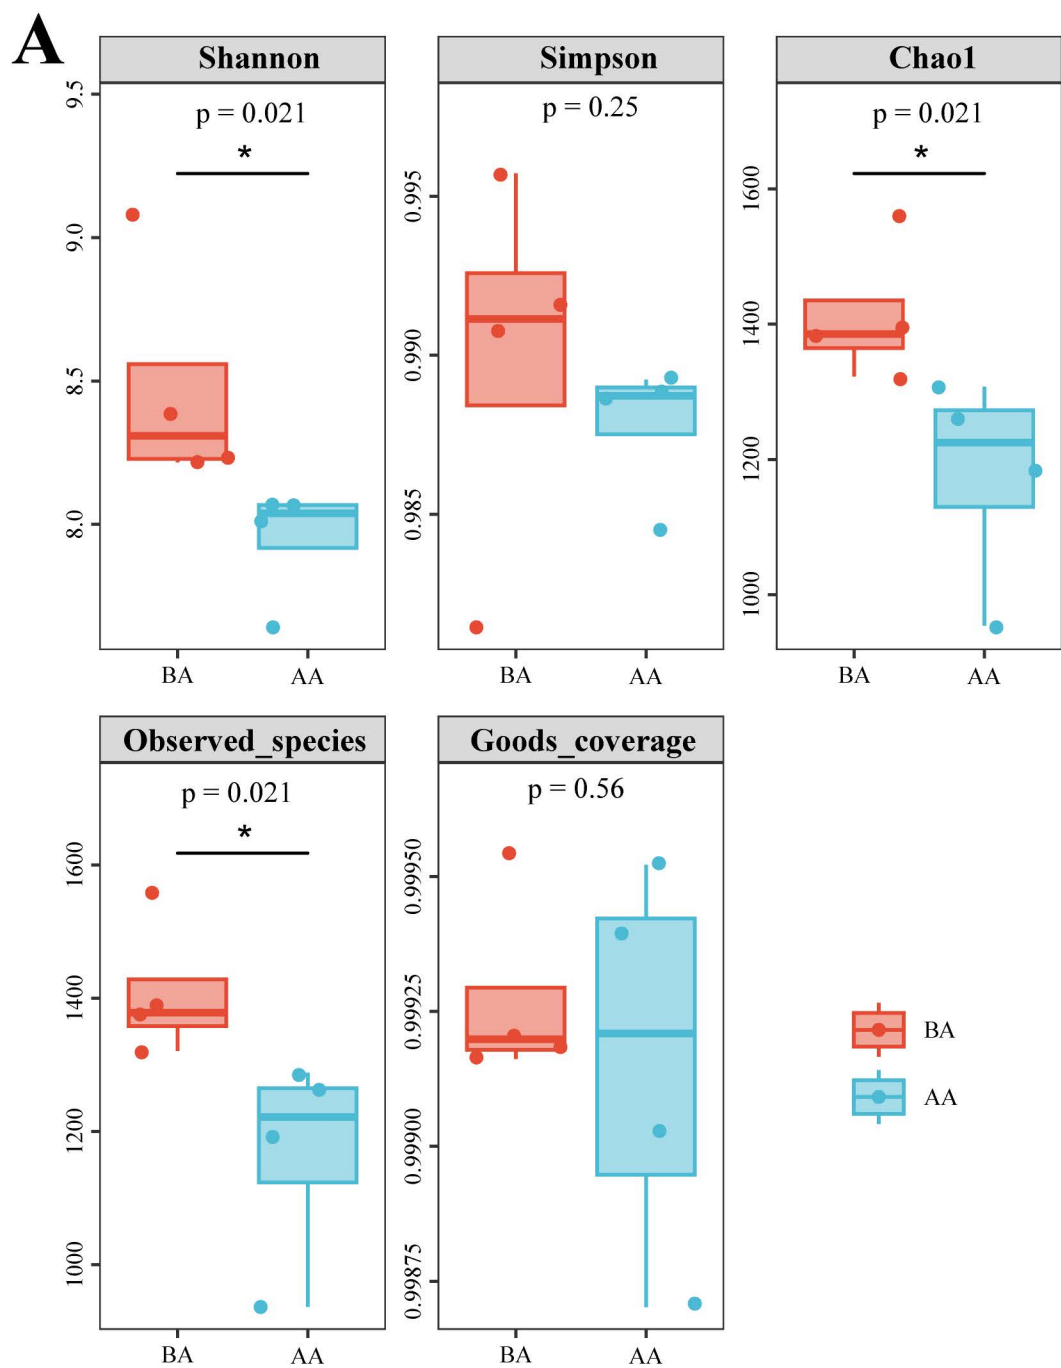 A
Shannon
Simpson
Chao1
p = 0.021
p = 0.25
p = 0.021
*
*
9.5
9.0
8.5
8.0
0.995
0.990
0.985
1600
1400
1200
1000
BA
AA
BA
AA
BA
AA
Observed_species
Goods_coverage
p = 0.021
p = 0.56
*
1600
1400
1200
1000
0.99950
0.99925
0.99900
0.99875
BA
AA
BA
AA
BA
AA